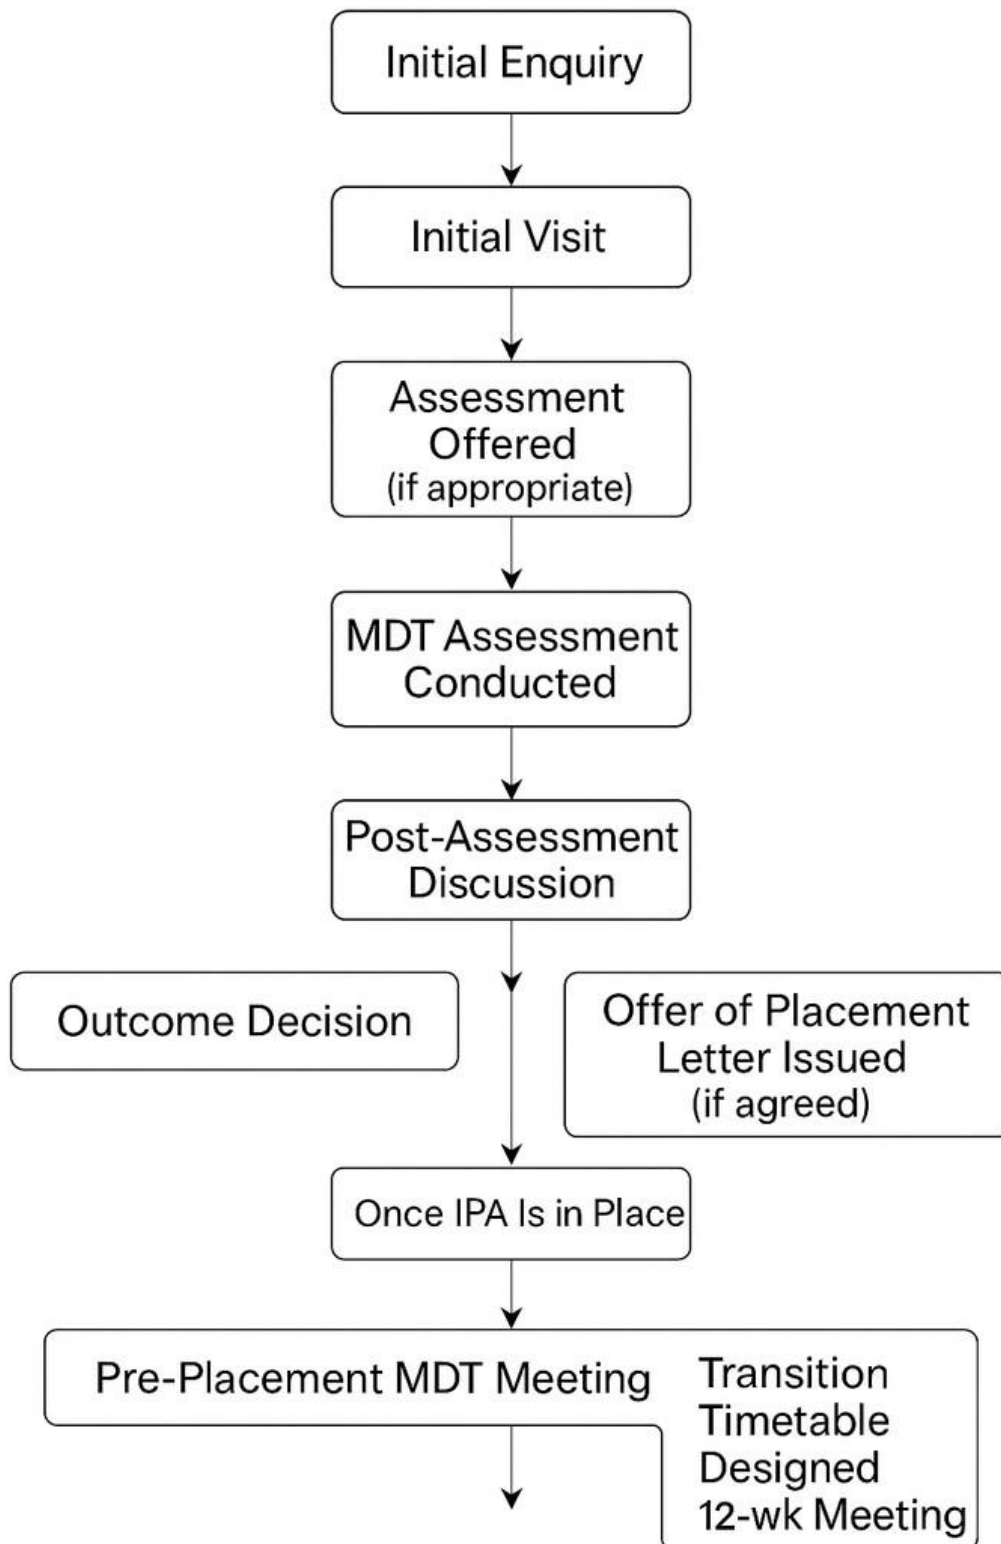 Initial Enquiry
Initial Visit
Assessment
Offered
(if appropriate)
MDT Assessment
Conducted
Post-Assessment
Discussion
Outcome Decision
Offer of Placement
Letter Issued
(if agreed)
Once IPA Is in Place
Pre-Placement MDT Meeting
Transition
Timetable
Designed
12-wk Meeting